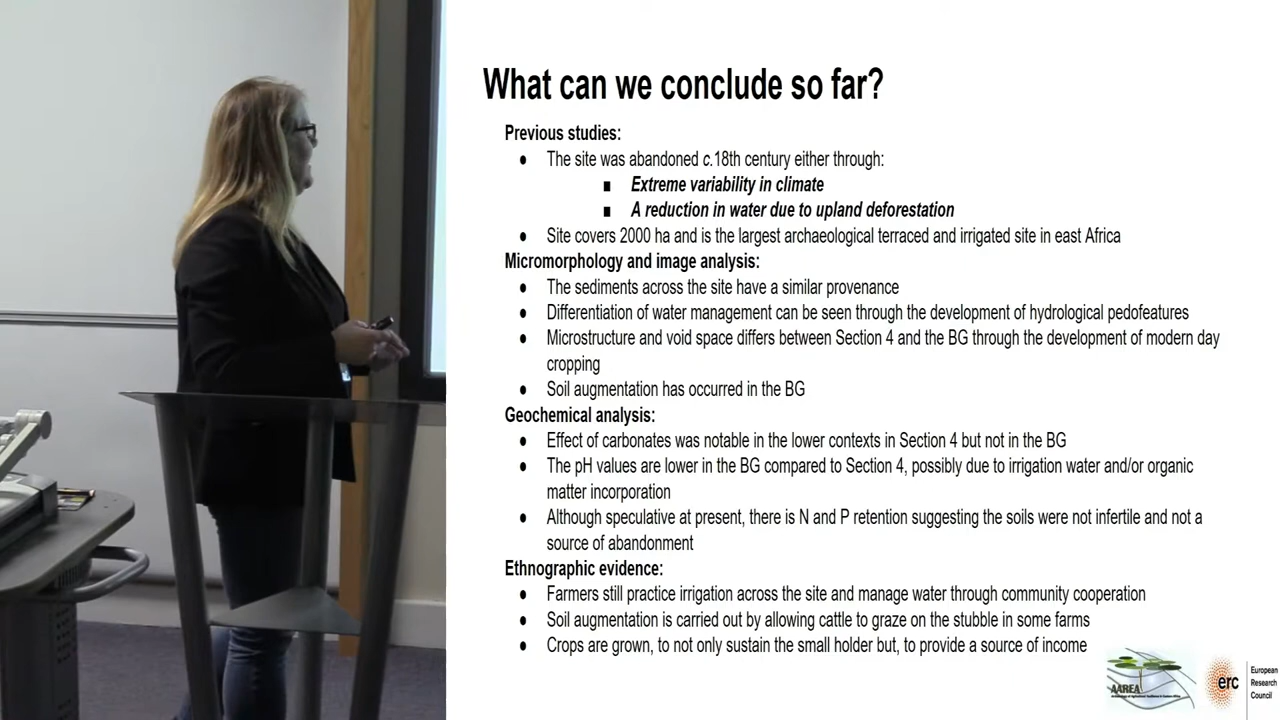 What can we conclude so far?
Previous studies:
● The site was abandoned c.18th century either through:
■ Extreme variability in climate
■ A reduction in water due to upland deforestation
● Site covers 2000 ha and is the largest archaeological terraced and irrigated site in east Africa
Micromorphology and image analysis:
● The sediments across the site have a similar provenance
● Differentiation of water management can be seen through the development of hydrological pedofeatures
● Microstructure and void space differs between Section 4 and the BG through the development of modern day
cropping
● Soil augmentation has occurred in the BG
Geochemical analysis:
● Effect of carbonates was notable in the lower contexts in Section 4 but not in the BG
● The pH values are lower in the BG compared to Section 4, possibly due to irrigation water and/or organic
matter incorporation
● Although speculative at present, there is N and P retention suggesting the soils were not infertile and not a
source of abandonment
Ethnographic evidence:
● Farmers still practice irrigation across the site and manage water through community cooperation
● Soil augmentation is carried out by allowing cattle to graze on the stubble in some farms
● Crops are grown, to not only sustain the small holder but, to provide a source of income
AAREA
erc
European
Research
Council